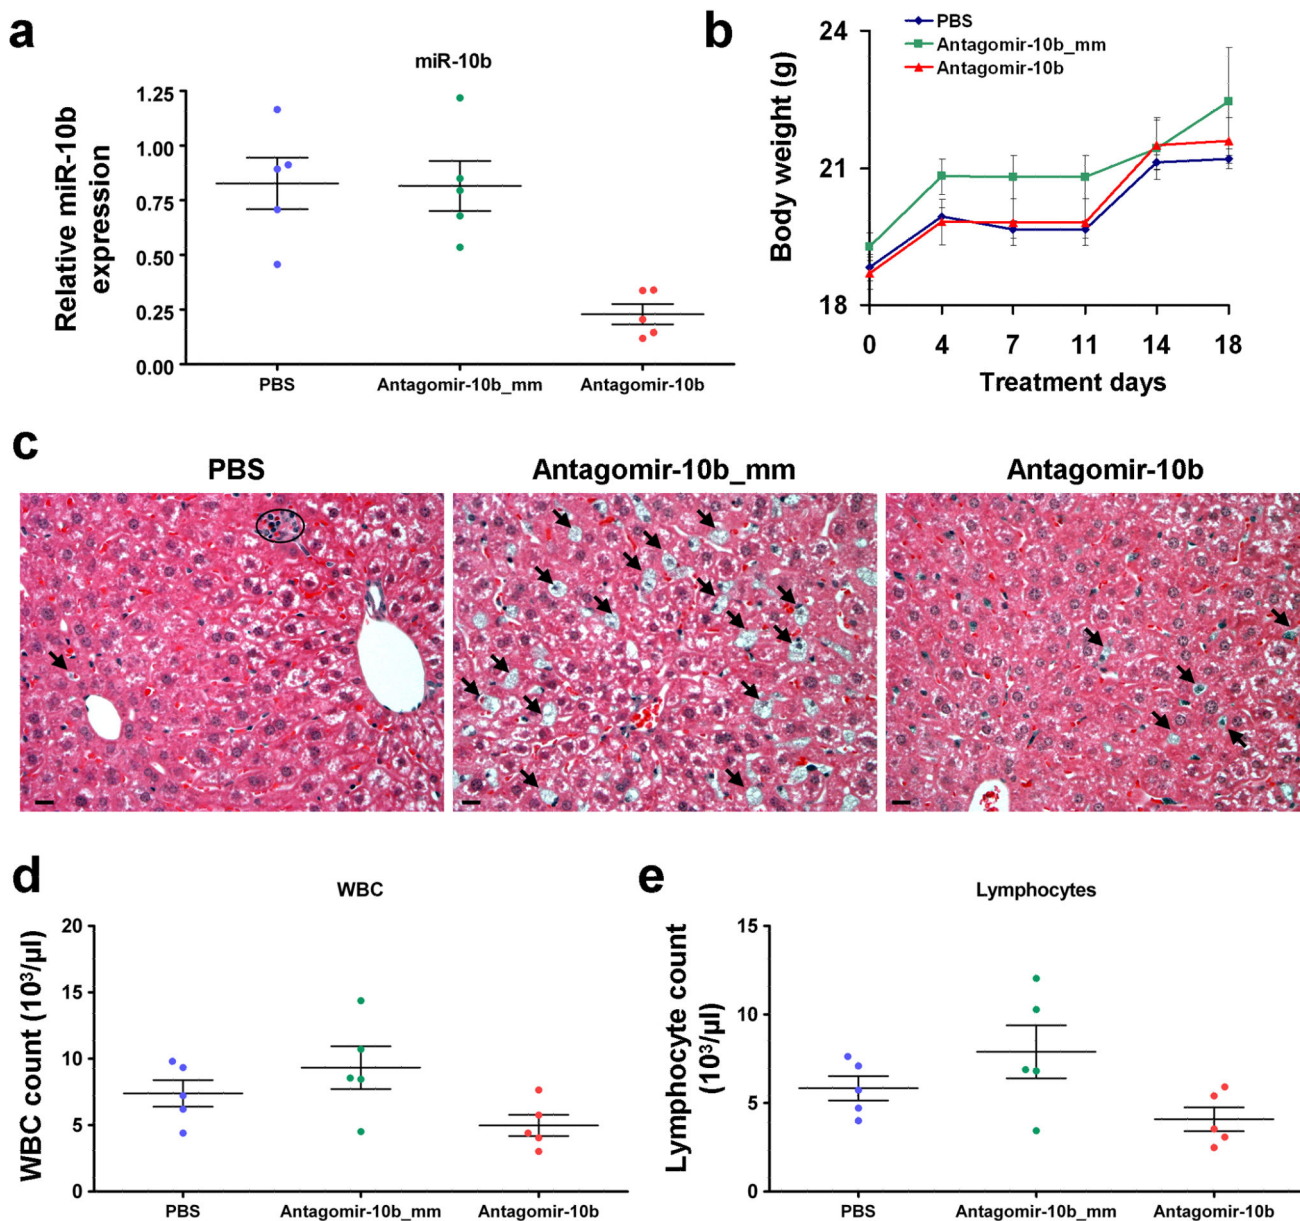 a
miR-10b
Relative miR-10b
expression
1.25
1.00
0.75
0.50
0.25
0.00
PBS
Antagomir-10b_mm
Antagomir-10b
b
PBS
Antagomir-10b_mm
Antagomir-10b
Body weight (g)
24
21
18
0
4
7
11
14
18
Treatment days
c
PBS
Antagomir-10b_mm
Antagomir-10b
d
WBC
WBC count (10³/µl)
20
15
10
5
0
PBS
Antagomir-10b_mm
Antagomir-10b
e
Lymphocytes
Lymphocyte count
(10³/µl)
15
10
5
0
PBS
Antagomir-10b_mm
Antagomir-10b